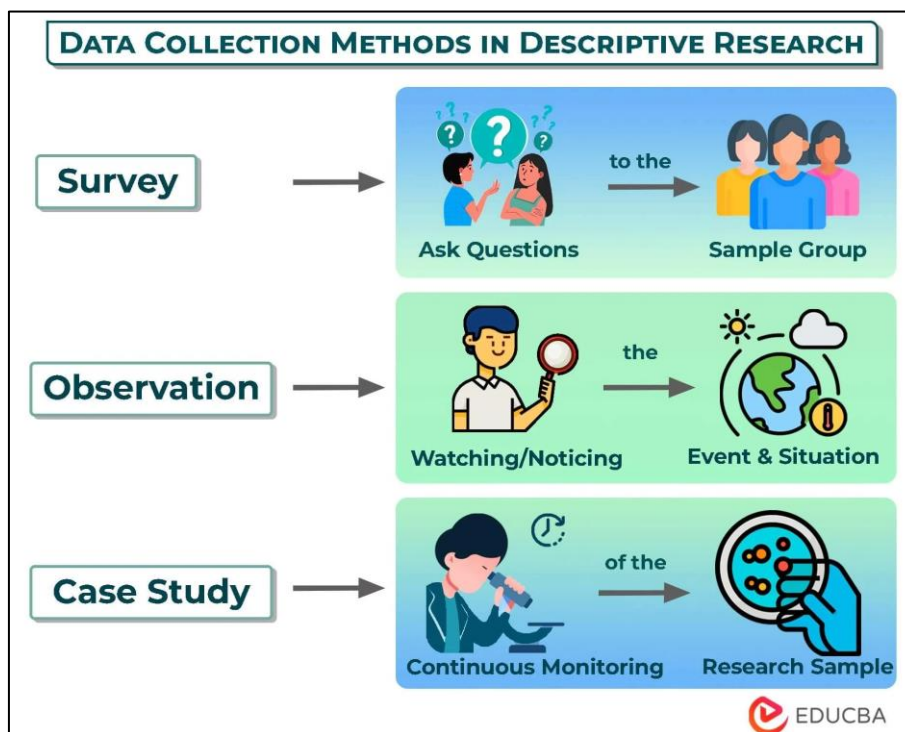 DATA COLLECTION METHODS IN DESCRIPTIVE RESEARCH
Survey
? ? ?
to the
Ask Questions
Sample Group
Observation
the
Watching/Noticing
Event & Situation
Case Study
of the
Continuous Monitoring
Research Sample
EDUCBA